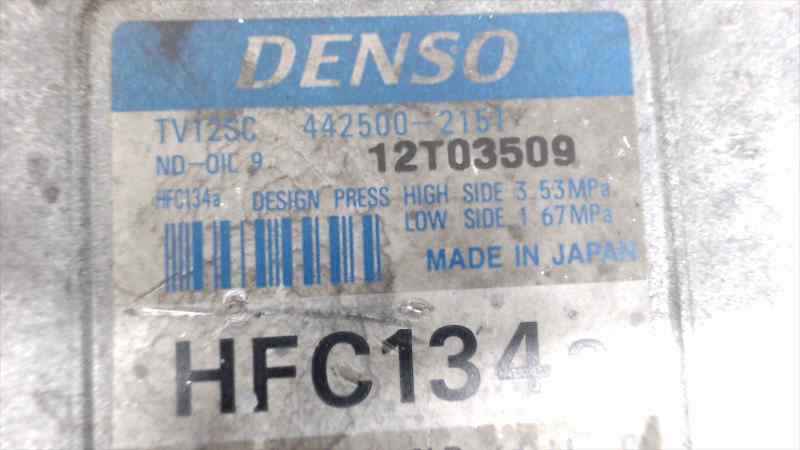 DENSO
TV12SC 442500-2151
ND-OIL 9 12T03509
HFC134a DESIGN PRESS HIGH SIDE 3.53MPa
LOW SIDE 1.67MPa
MADE IN JAPAN
HFC134a